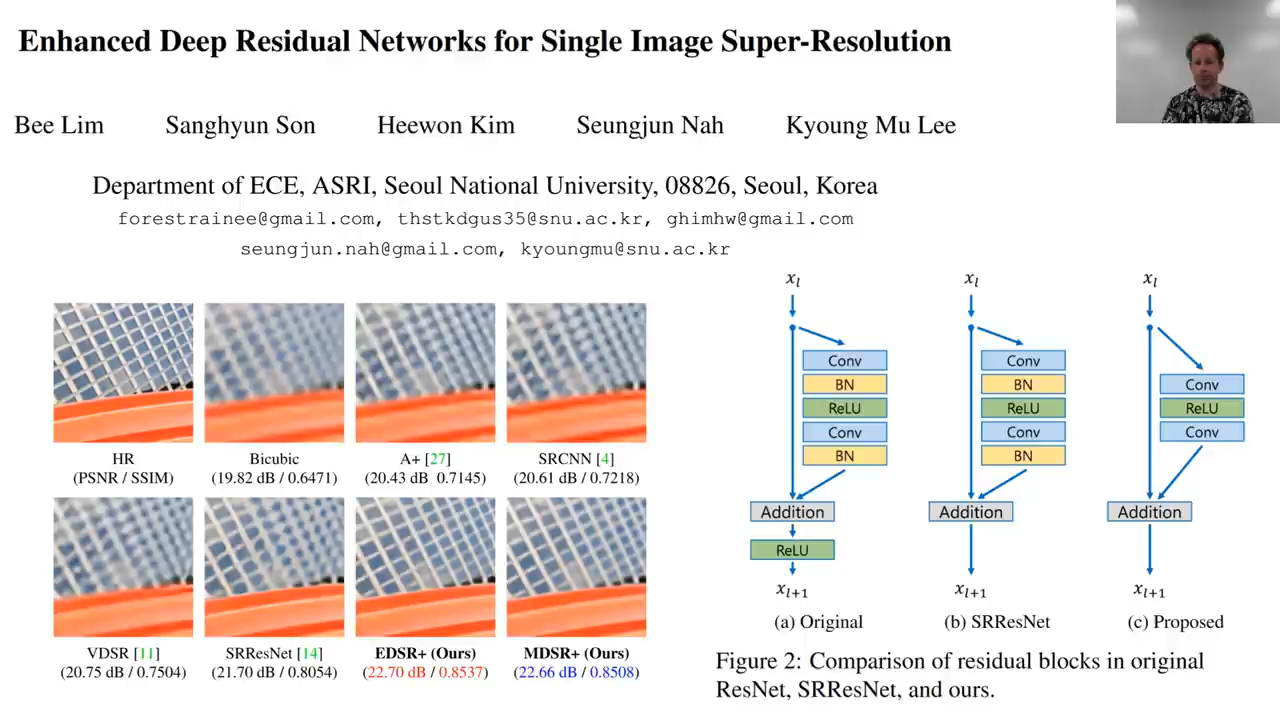 Enhanced Deep Residual Networks for Single Image Super-Resolution
Bee Lim Sanghyun Son Heewon Kim Seungjun Nah Kyoung Mu Lee
Department of ECE, ASRI, Seoul National University, 08826, Seoul, Korea
forestrainee@gmail.com, thstkdgus35@snu.ac.kr, ghimhw@gmail.com
seungjun.nah@gmail.com, kyoungmu@snu.ac.kr
HR
(PSNR / SSIM)
Bicubic
(19.82 dB / 0.6471)
A+ [27]
(20.43 dB 0.7145)
SRCNN [4]
(20.61 dB / 0.7218)
VDSR [11]
(20.75 dB / 0.7504)
SRResNet [14]
(21.70 dB / 0.8054)
EDSR+ (Ours)
(22.70 dB / 0.8537)
MDSR+ (Ours)
(22.66 dB / 0.8508)
x_l
Conv
BN
ReLU
Conv
BN
Addition
ReLU
x_{l+1}
(a) Original
x_l
Conv
BN
ReLU
Conv
BN
Addition
x_{l+1}
(b) SRResNet
x_l
Conv
ReLU
Conv
Addition
x_{l+1}
(c) Proposed
Figure 2: Comparison of residual blocks in original
ResNet, SRResNet, and ours.